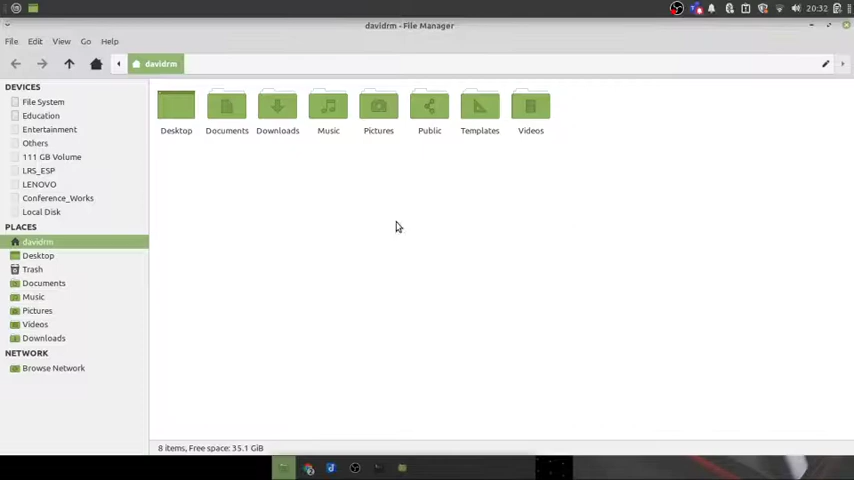 20:32
davidrm - File Manager
File Edit View Go Help
davidrm
DEVICES
File System
Education
Entertainment
Others
111 GB Volume
LRS_ESP
LENOVO
Conference_Works
Local Disk
PLACES
davidrm
Desktop
Trash
Documents
Music
Pictures
Videos
Downloads
NETWORK
Browse Network
Desktop Documents Downloads Music Pictures Public Templates Videos
8 items, Free space: 35.1 GiB